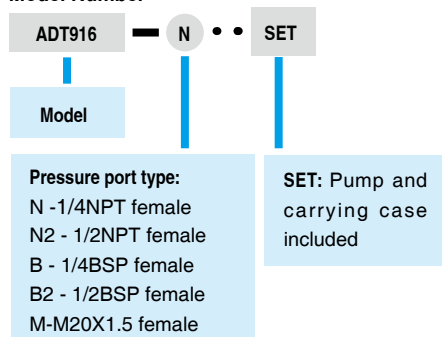 ADT916 — N • • SET
Model
Pressure port type:
N -1/4NPT female
N2 - 1/2NPT female
B - 1/4BSP female
B2 - 1/2BSP female
M-M20X1.5 female
SET: Pump and
carrying case
included